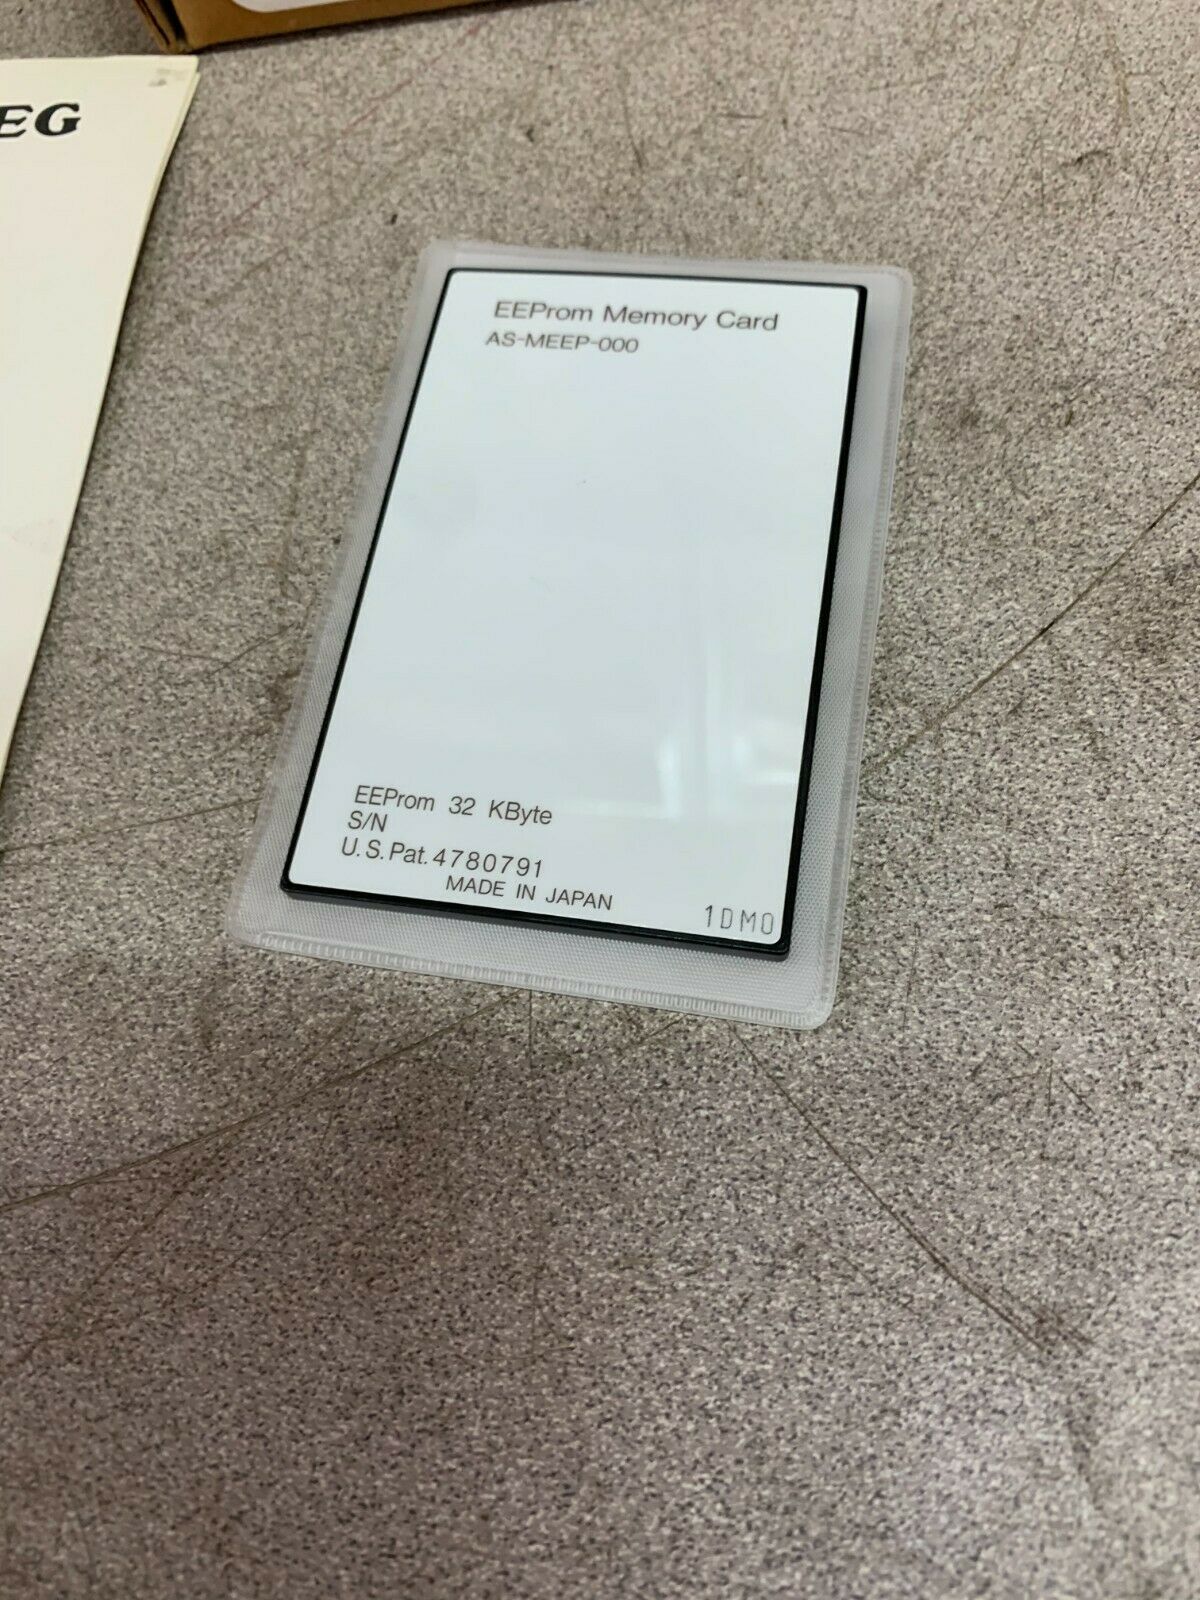 EG
EEProm Memory Card
AS-MEEP-000
EEProm 32 KByte
S/N
U.S.Pat.4780791
MADE IN JAPAN
1DM0